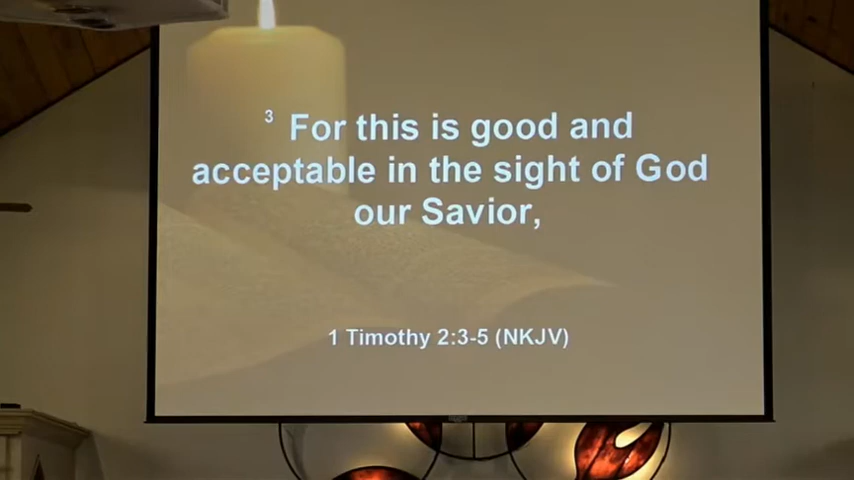 3 For this is good and
acceptable in the sight of God
our Savior,
1 Timothy 2:3-5 (NKJV)